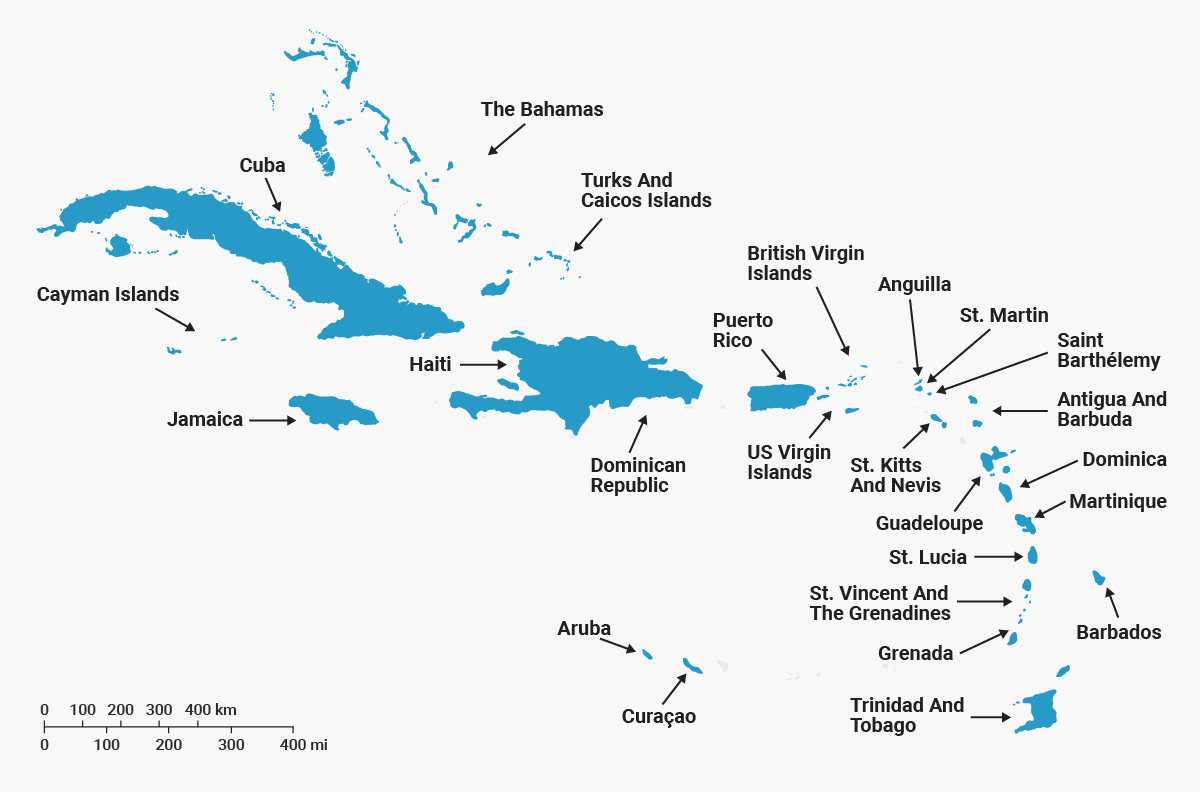 The Bahamas
Cuba
Turks And
Caicos Islands
British Virgin
Islands
Anguilla
Cayman Islands
St. Martin
Puerto
Rico
Saint
Barthélemy
Haiti
Antigua And
Barbuda
Jamaica
US Virgin
Islands
Dominican
Republic
St. Kitts
And Nevis
Dominica
Martinique
Guadeloupe
St. Lucia
St. Vincent And
The Grenadines
Barbados
Aruba
Grenada
Curaçao
Trinidad And
Tobago
0 100 200 300 400 km
0 100 200 300 400 mi